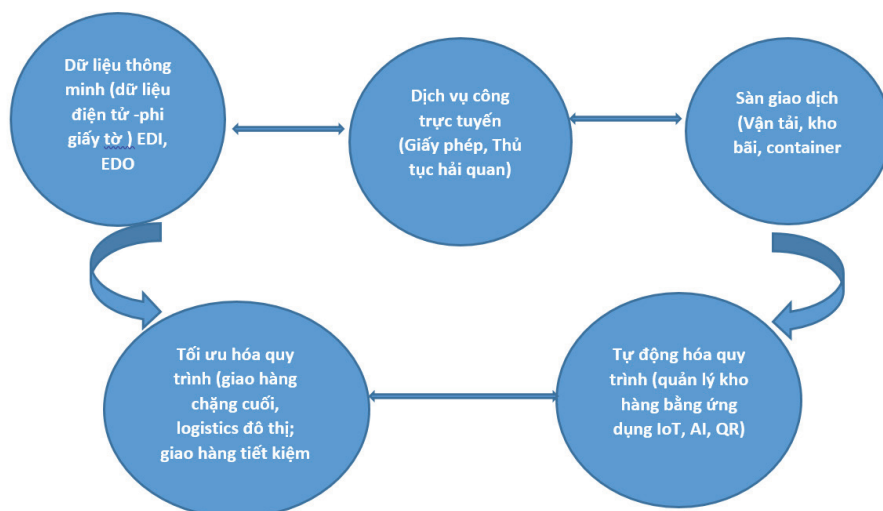 Dữ liệu thông
minh (dữ liệu
điện tử -phi
giấy tờ ) EDI,
EDO
Dịch vụ công
trực tuyến
(Giấy phép, Thủ
tục hải quan)
Sàn giao dịch
(Vận tải, kho
bãi, container
Tối ưu hóa quy
trình (giao hàng
chặng cuối,
logistics đô thị;
giao hàng tiết kiệm
Tự động hóa quy
trình (quản lý kho
hàng bằng ứng
dụng IoT, AI, QR)